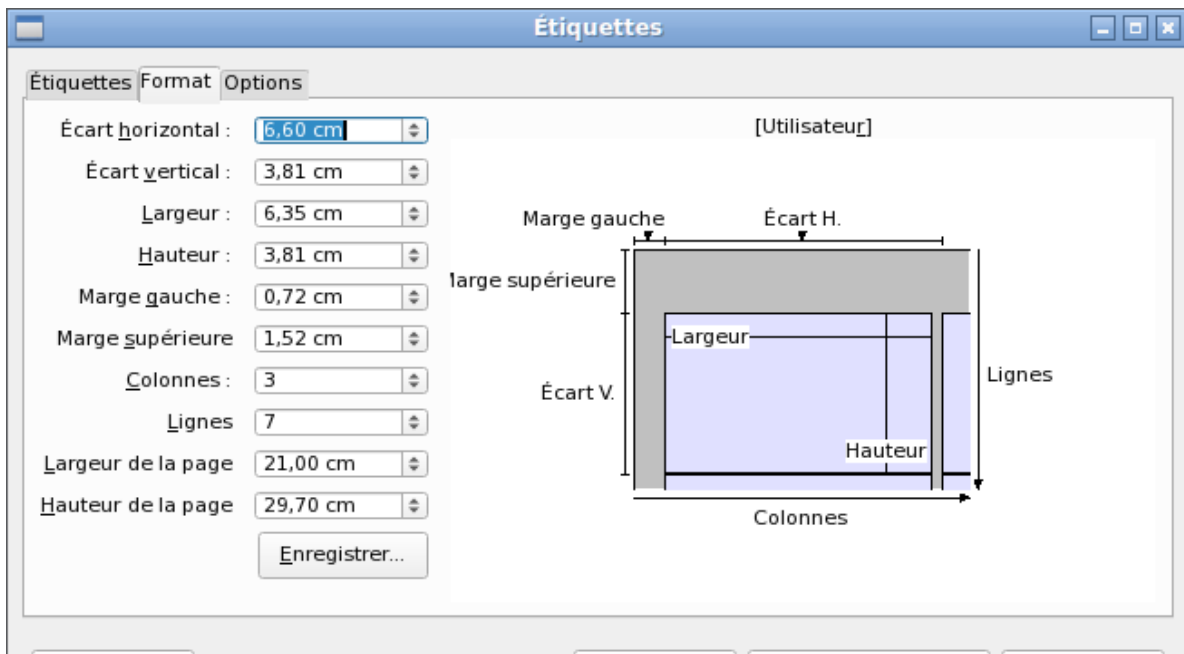 Étiquettes
Étiquettes Format Options
Écart horizontal : 6,60 cm
Écart vertical : 3,81 cm
Largeur : 6,35 cm
Hauteur : 3,81 cm
Marge gauche : 0,72 cm
Marge supérieure 1,52 cm
Colonnes : 3
Lignes 7
Largeur de la page 21,00 cm
Hauteur de la page 29,70 cm
Enregistrer...
[Utilisateur]
Marge gauche Écart H.
Marge supérieure
Largeur
Écart V.
Lignes
Hauteur
Colonnes